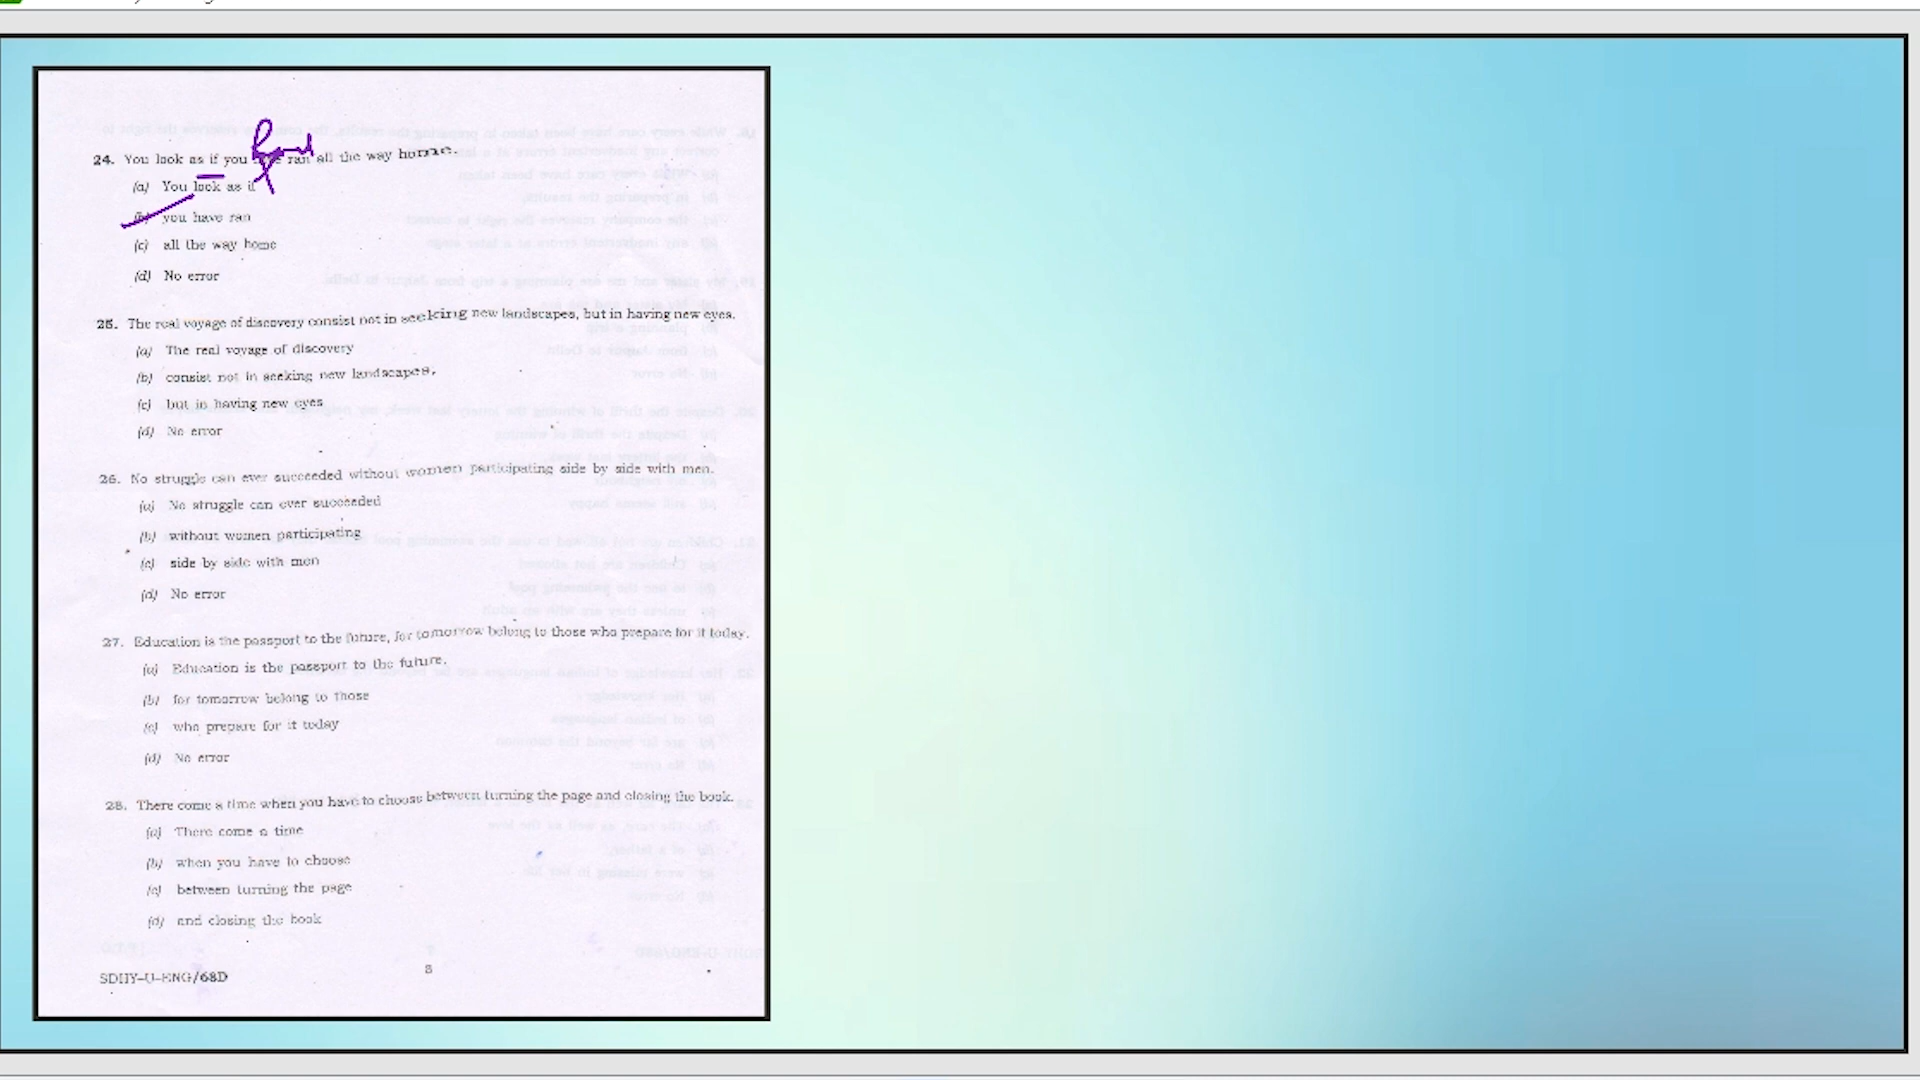 24. You look as if you ran all the way home.
(a) You look as if
(b) you have ran
(c) all the way home
(d) No error
25. The real voyage of discovery consist not in seeking new landscapes, but in having new eyes.
(a) The real voyage of discovery
(b) consist not in seeking new landscapes,
(c) but in having new eyes
(d) No error
26. No struggle can ever succeeded without women participating side by side with men.
(a) No struggle can ever succeeded
(b) without women participating
(c) side by side with men
(d) No error
27. Education is the passport to the future, for tomorrow belong to those who prepare for it today.
(a) Education is the passport to the future,
(b) for tomorrow belong to those
(c) who prepare for it today
(d) No error
28. There come a time when you have to choose between turning the page and closing the book.
(a) There come a time
(b) when you have to choose
(c) between turning the page
(d) and closing the book
SDHY-U-ENG/68D
8